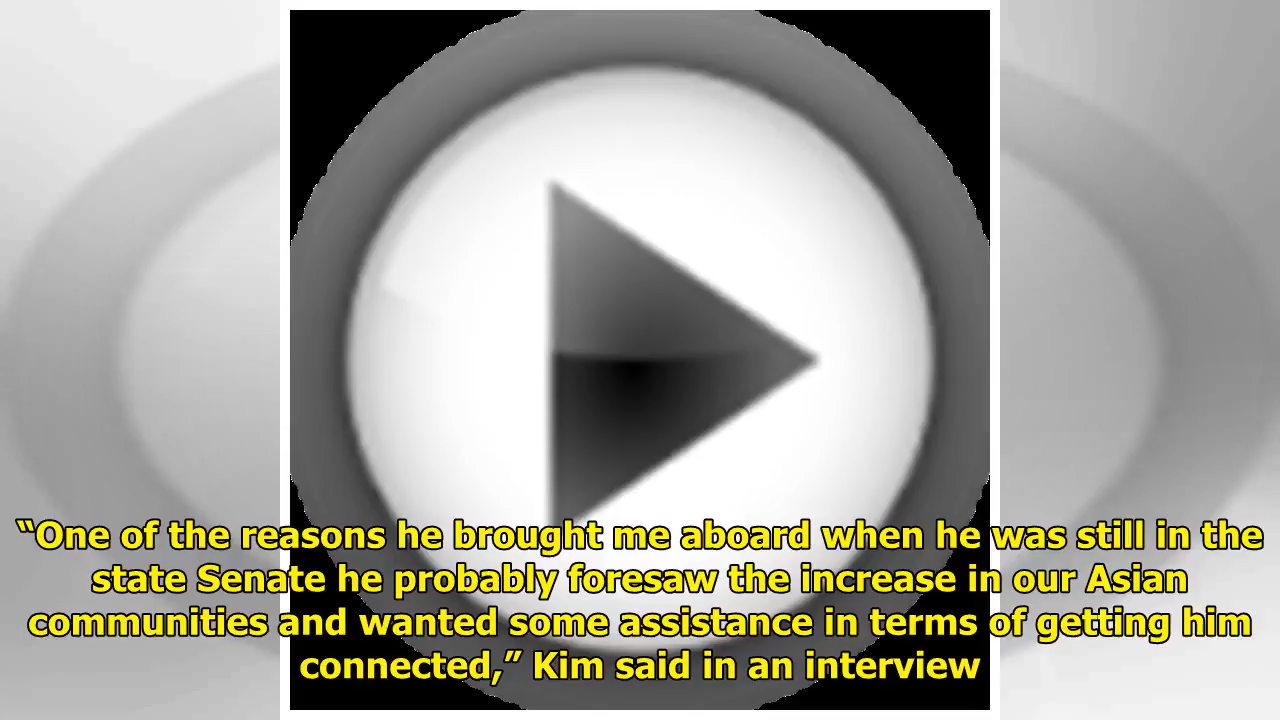 “One of the reasons he brought me aboard when he was still in the
state Senate he probably foresaw the increase in our Asian
communities and wanted some assistance in terms of getting him
connected,” Kim said in an interview